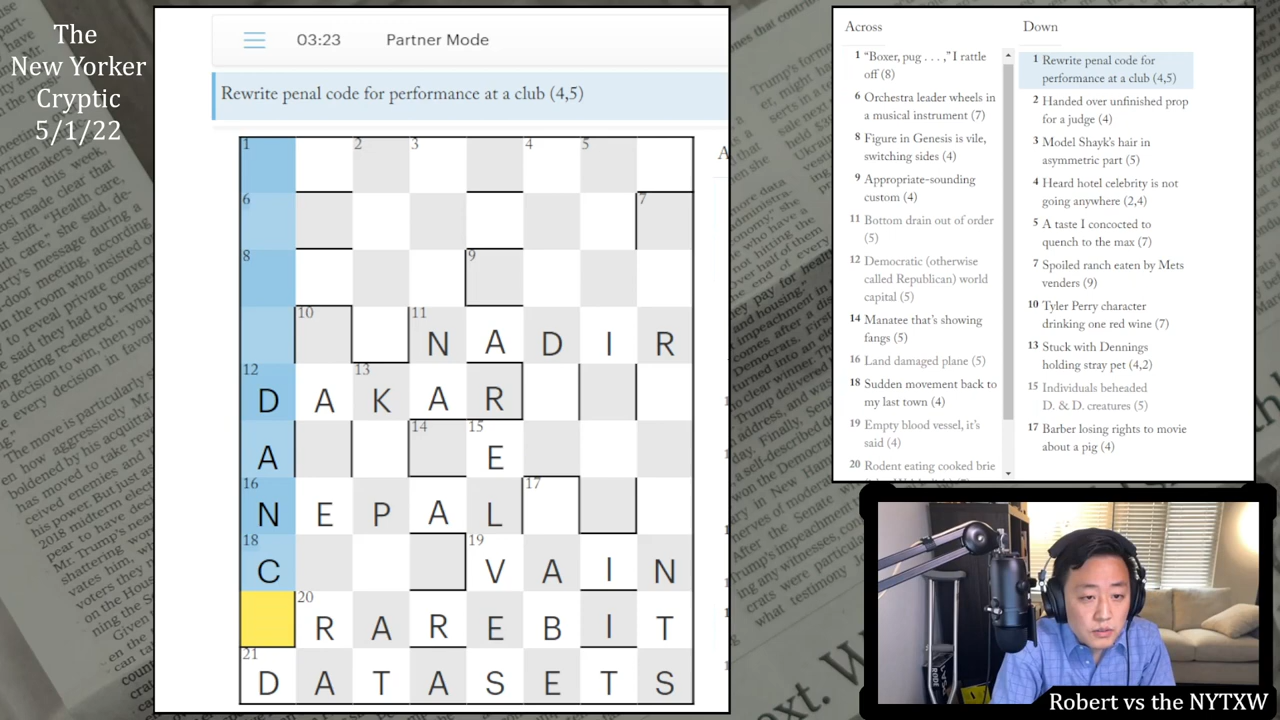 The
New Yorker
Cryptic
5/1/22
03:23 Partner Mode
Rewrite penal code for performance at a club (4,5)
1 2 3 4 5
6 7
8 9
10 11 N A D I R
12 D A 13 K A R
A 14 15 E
16 N E P A L 17
18 C 19 V A I N
20 R A R E B I T
21 D A T A S E T S
Across
1 “Boxer, pug . . . ,” I rattle
off (8)
6 Orchestra leader wheels in
a musical instrument (7)
8 Figure in Genesis is vile,
switching sides (4)
9 Appropriate-sounding
custom (4)
11 Bottom drain out of order
(5)
12 Democratic (otherwise
called Republican) world
capital (5)
14 Manatee that's showing
fangs (5)
16 Land damaged plane (5)
18 Sudden movement back to
my last town (4)
19 Empty blood vessel, it's
said (4)
20 Rodent eating cooked brie
Down
1 Rewrite penal code for
performance at a club (4,5)
2 Handed over unfinished prop
for a judge (4)
3 Model Shayk's hair in
asymmetric part (5)
4 Heard hotel celebrity is not
going anywhere (2,4)
5 A taste I concocted to
quench to the max (7)
7 Spoiled ranch eaten by Mets
venders (9)
10 Tyler Perry character
drinking one red wine (7)
13 Stuck with Dennings
holding stray pet (4,2)
15 Individuals beheaded
D. & D. creatures (5)
17 Barber losing rights to movie
about a pig (4)
RODE
Robert vs the NYTXW